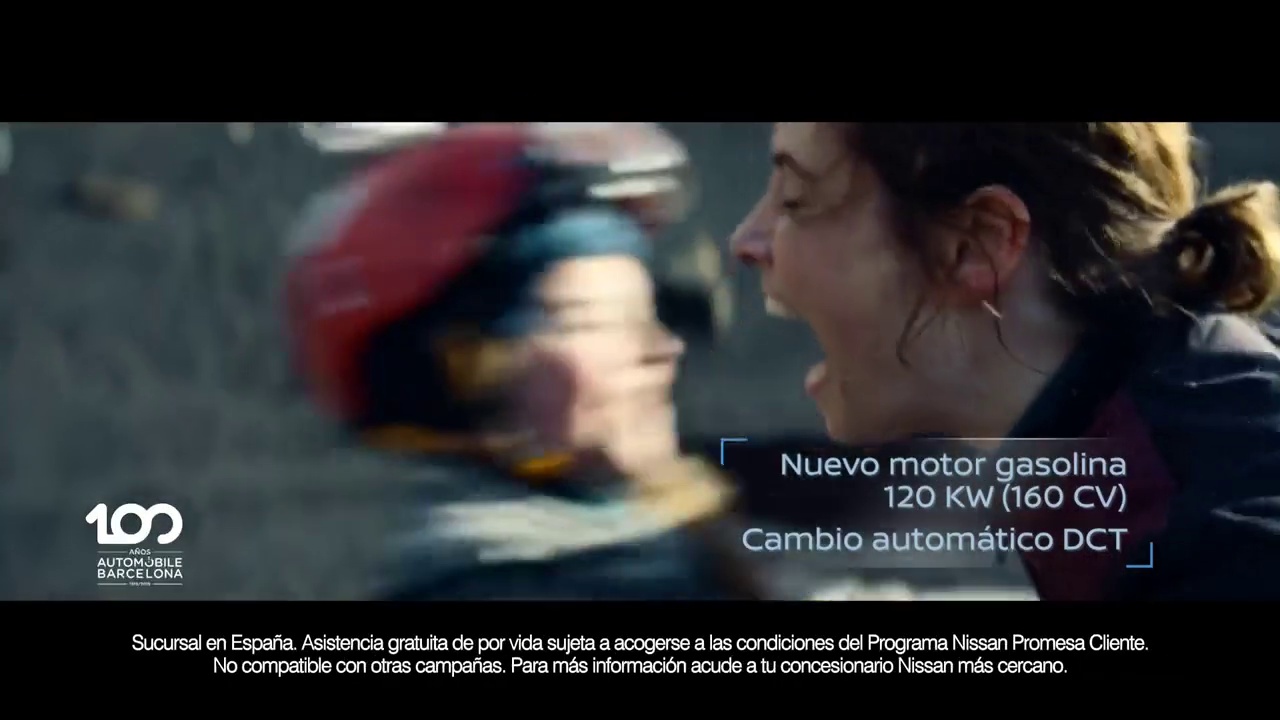 Nuevo motor gasolina
120 KW (160 CV)
Cambio automático DCT
100
AÑOS
AUTOMÓBILE
BARCELONA
Sucursal en España. Asistencia gratuita de por vida sujeta a acogerse a las condiciones del Programa Nissan Promesa Cliente.
No compatible con otras campañas. Para más información acude a tu concesionario Nissan más cercano.